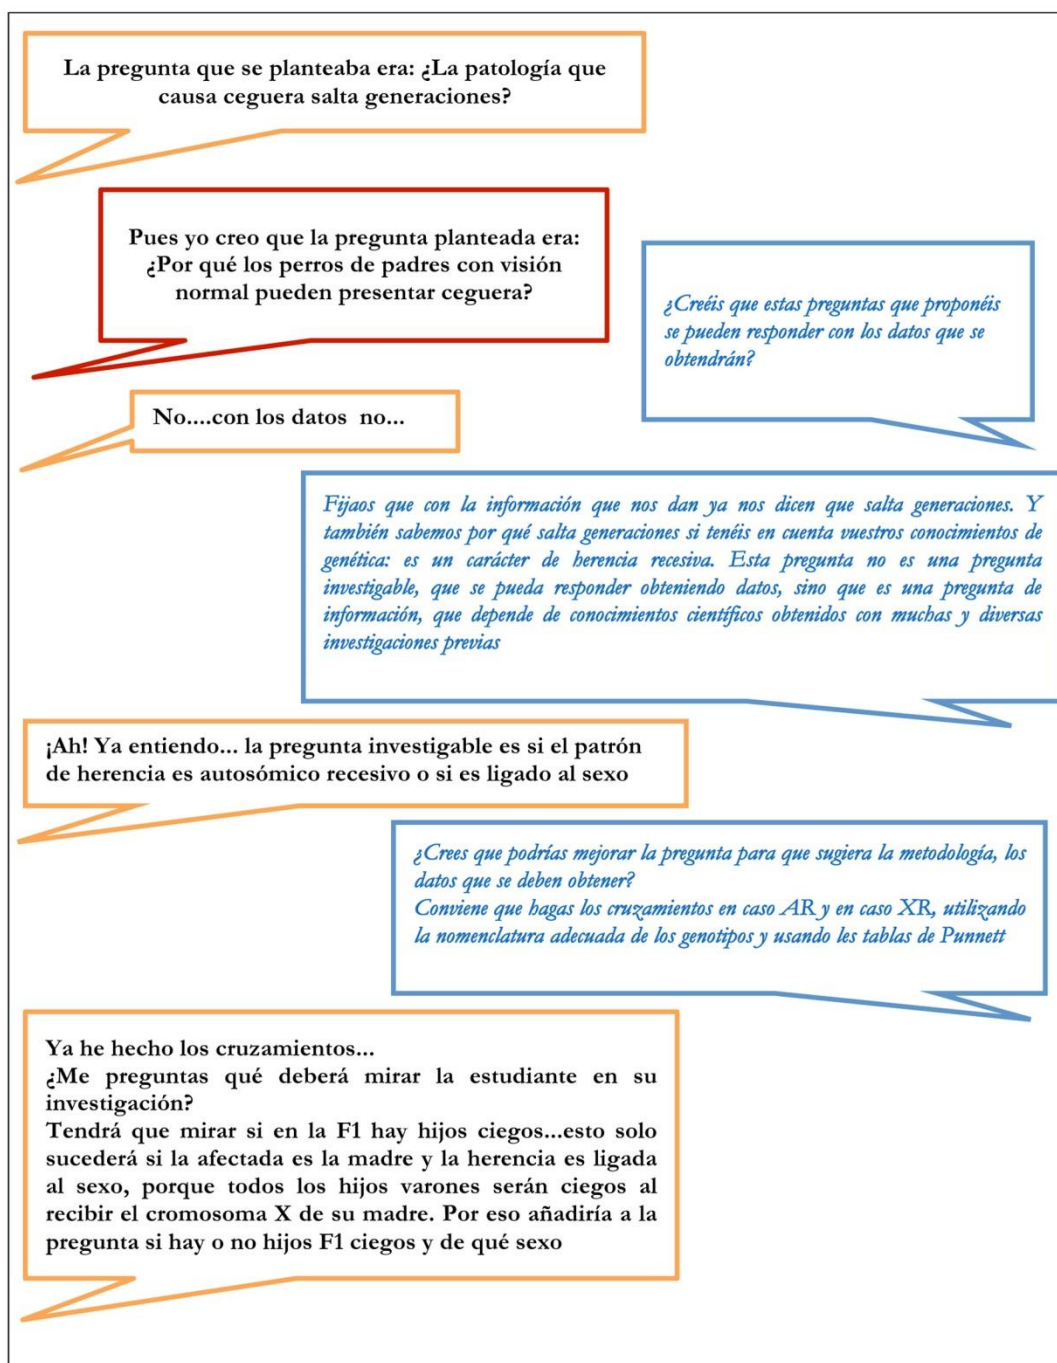 La pregunta que se planteaba era: ¿La patología que
causa ceguera salta generaciones?
Pues yo creo que la pregunta planteada era:
¿Por qué los perros de padres con visión
normal pueden presentar ceguera?
¿Creéis que estas preguntas que proponéis
se pueden responder con los datos que se
obtendrán?
No....con los datos no...
Fijaos que con la información que nos dan ya nos dicen que salta generaciones. Y
también sabemos por qué salta generaciones si tenéis en cuenta vuestros conocimientos de
genética: es un carácter de herencia recesiva. Esta pregunta no es una pregunta
investigable, que se pueda responder obteniendo datos, sino que es una pregunta de
información, que depende de conocimientos científicos obtenidos con muchas y diversas
investigaciones previas
¡Ah! Ya entiendo... la pregunta investigable es si el patrón
de herencia es autosómico recesivo o si es ligado al sexo
¿Crees que podrías mejorar la pregunta para que sugiera la metodología, los
datos que se deben obtener?
Conviene que hagas los cruzamientos en caso AR y en caso XR, utilizando
la nomenclatura adecuada de los genotipos y usando les tablas de Punnett
Ya he hecho los cruzamientos...
¿Me preguntas qué deberá mirar la estudiante en su
investigación?
Tendrá que mirar si en la F1 hay hijos ciegos...esto solo
sucederá si la afectada es la madre y la herencia es ligada
al sexo, porque todos los hijos varones serán ciegos al
recibir el cromosoma X de su madre. Por eso añadiría a la
pregunta si hay o no hijos F1 ciegos y de qué sexo